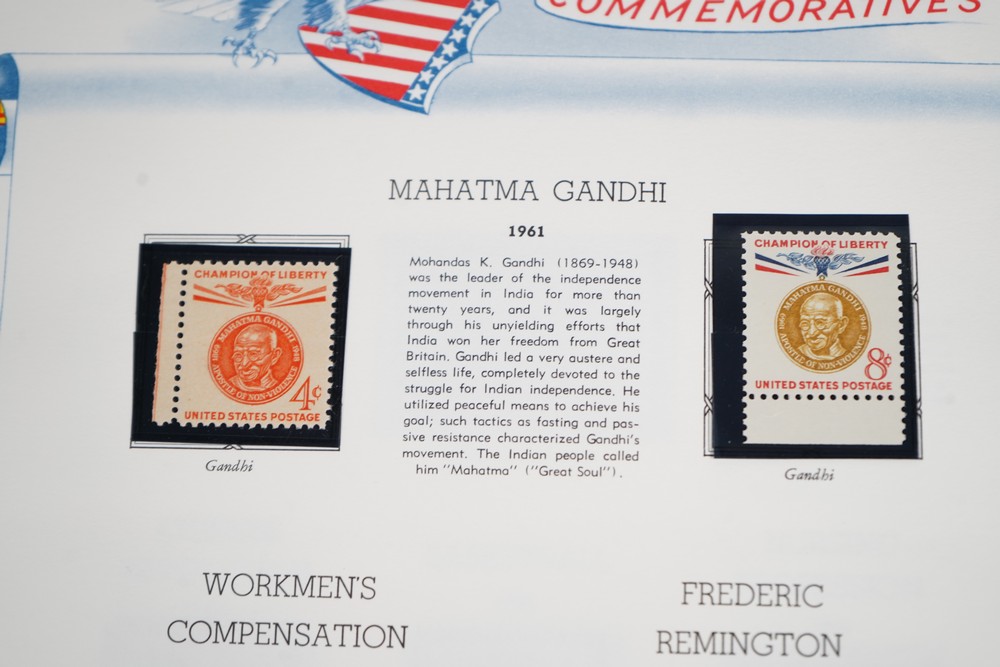 COMMEMORATIVES
MAHATMA GANDHI
1961
Mohandas K. Gandhi (1869-1948)
was the leader of the independence
movement in India for more than
twenty years, and it was largely
through his unyielding efforts that
India won her freedom from Great
Britain. Gandhi led a very austere and
selfless life, completely devoted to the
struggle for Indian independence. He
utilized peaceful means to achieve his
goal; such tactics as fasting and pas-
sive resistance characterized Gandhi's
movement. The Indian people called
him "Mahatma" ("Great Soul").
CHAMPION OF LIBERTY
MAHATMA GANDHI
1869 1948
APOSTLE OF NON-VIOLENCE
4¢
UNITED STATES POSTAGE
Gandhi
CHAMPION OF LIBERTY
MAHATMA GANDHI
1869 1948
APOSTLE OF NON-VIOLENCE
8¢
UNITED STATES POSTAGE
Gandhi
WORKMEN'S
COMPENSATION
FREDERIC
REMINGTON